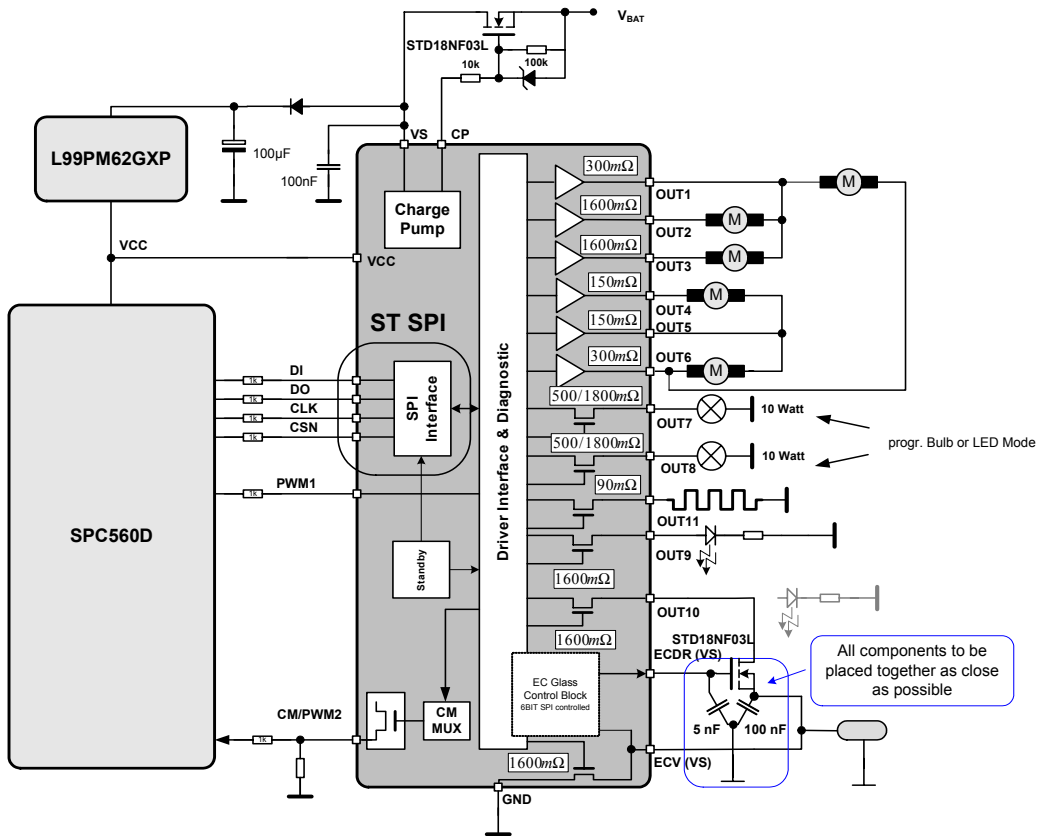 VBAT
STD18NF03L
10k
100k
L99PM62GXP
100µF
100nF
VS
CP
Charge
Pump
VCC
VCC
ST SPI
SPI
Interface
Driver Interface & Diagnostic
Standby
DI
DO
CLK
CSN
PWM1
1k
1k
1k
1k
1k
SPC560D
CM/PWM2
1k
CM
MUX
EC Glass
Control Block
6BIT SPI controlled
300mΩ
OUT1
1600mΩ
OUT2
1600mΩ
OUT3
150mΩ
OUT4
150mΩ
OUT5
300mΩ
OUT6
M
M
M
M
M
500/1800mΩ
OUT7
10 Watt
500/1800mΩ
OUT8
10 Watt
progr. Bulb or LED Mode
90mΩ
OUT11
OUT9
1600mΩ
OUT10
1600mΩ
STD18NF03L
ECDR (VS)
5 nF
100 nF
All components to be
placed together as close
as possible
ECV (VS)
1600mΩ
GND